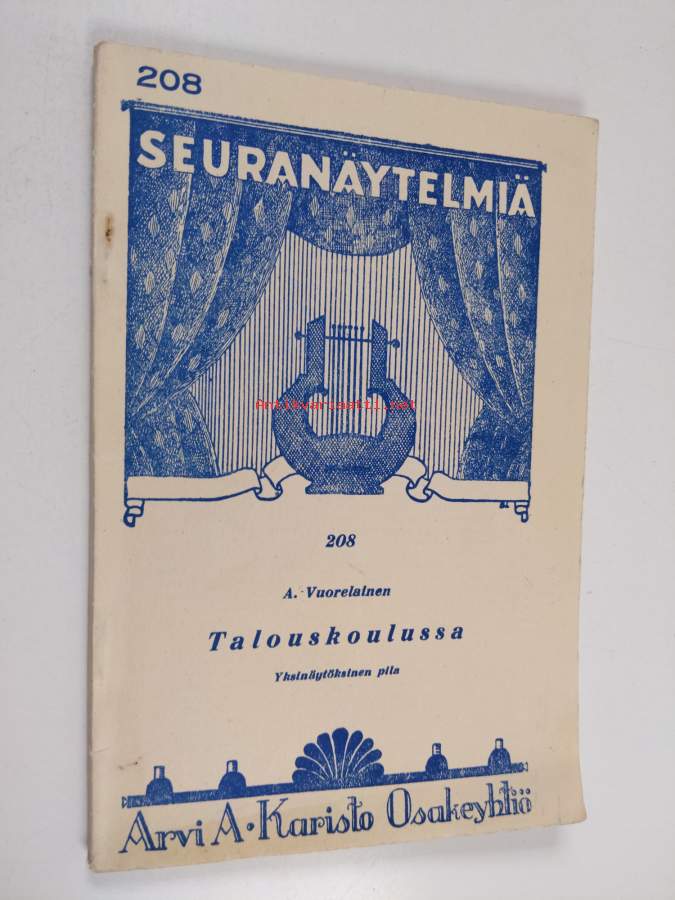 208
SEURANÄYTELMIÄ
Antikvariaatti.net
208
A. Vuorelainen
Talouskoulussa
Yksinäytöksinen pila
Arvi A. Karisto Osakeyhtiö